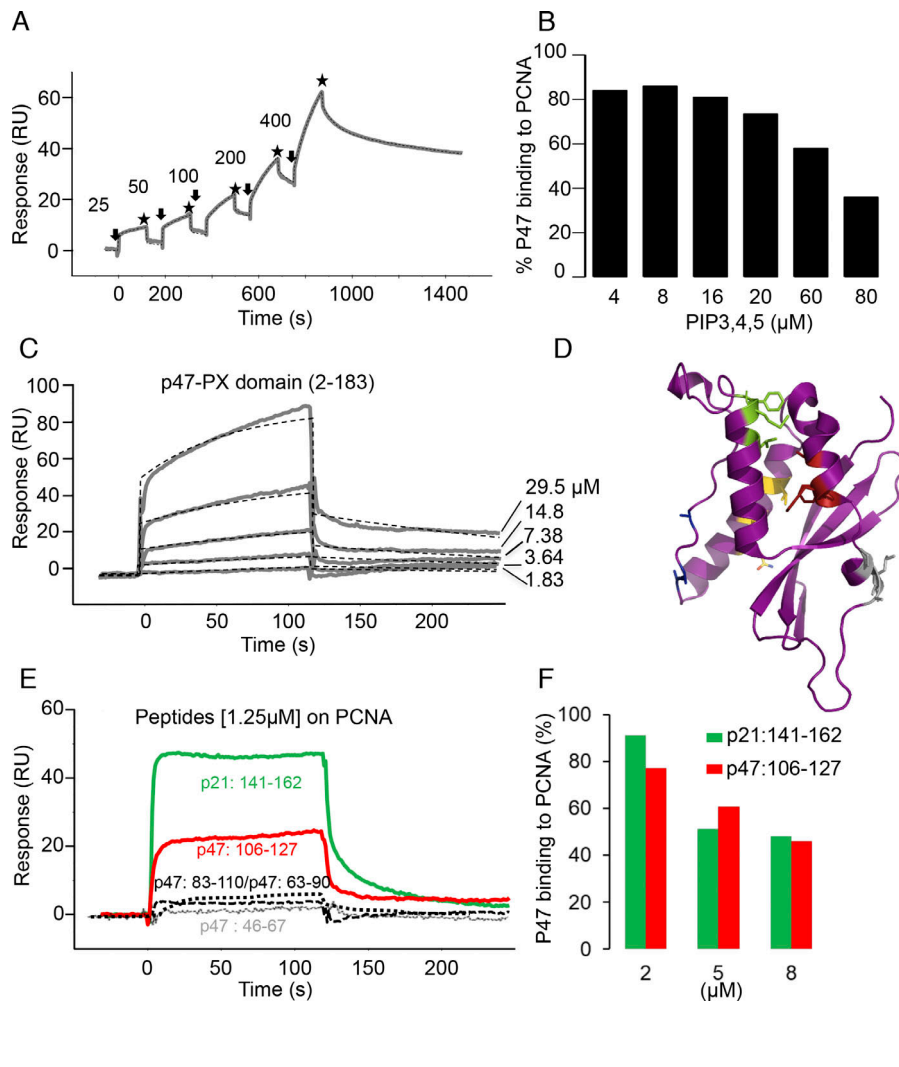 A
Response (RU)
60
40
20
0
25
50
100
200
400
0
200
600
1000
1400
Time (s)
B
% P47 binding to PCNA
100
80
60
40
20
0
4
8
16
20
60
80
PIP3,4,5 (µM)
C
p47-PX domain (2-183)
Response (RU)
100
80
60
40
20
0
29.5 µM
14.8
7.38
3.64
1.83
0
50
100
150
200
Time (s)
D
E
Peptides [1.25µM] on PCNA
Response (RU)
60
40
20
0
p21: 141-162
p47: 106-127
p47: 83-110/p47: 63-90
p47 : 46-67
0
50
100
200
Time (s)
F
P47 binding to PCNA (%)
100
80
60
40
20
0
p21:141-162
p47:106-127
2
5
8
(µM)